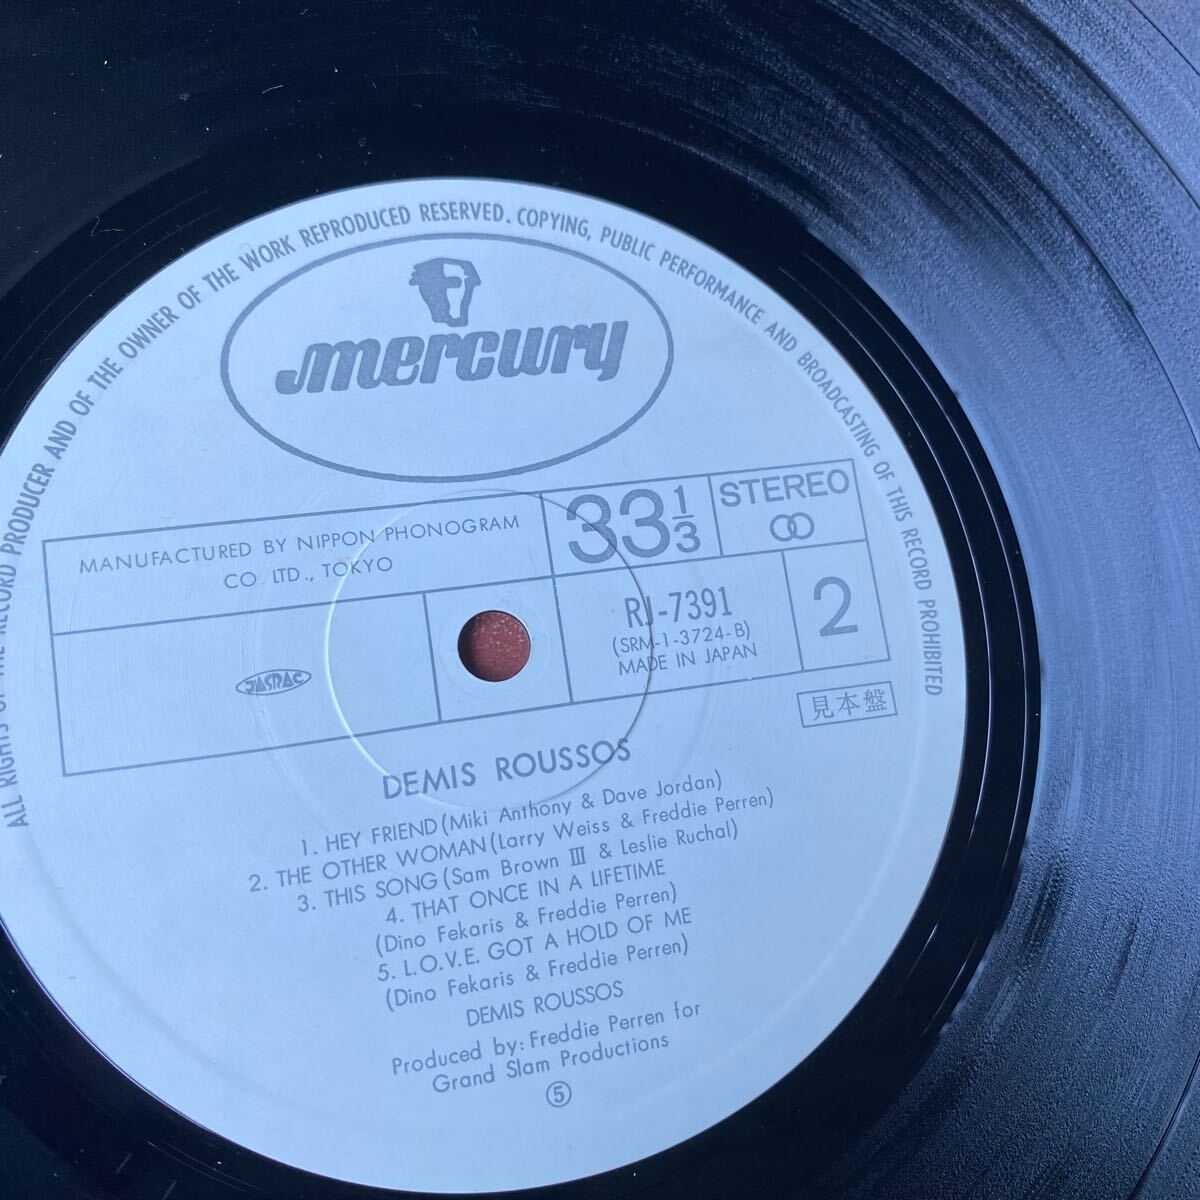 ALL RIGHTS OF THE RECORD PRODUCER AND OF THE OWNER OF THE WORK REPRODUCED RESERVED. COPYING, PUBLIC PERFORMANCE AND BROADCASTING OF THIS RECORD PROHIBITED
mercury
MANUFACTURED BY NIPPON PHONOGRAM
CO. LTD., TOKYO
33 1/3
STEREO
RJ-7391
(SRM-1-3724-B)
MADE IN JAPAN
2
JASRAC
見本盤
DEMIS ROUSSOS
1. HEY FRIEND (Miki Anthony & Dave Jordan)
2. THE OTHER WOMAN (Larry Weiss & Freddie Perren)
3. THIS SONG (Sam Brown III & Leslie Ruchal)
4. THAT ONCE IN A LIFETIME
(Dino Fekaris & Freddie Perren)
5. L.O.V.E. GOT A HOLD OF ME
(Dino Fekaris & Freddie Perren)
DEMIS ROUSSOS
Produced by: Freddie Perren for
Grand Slam Productions
⑤